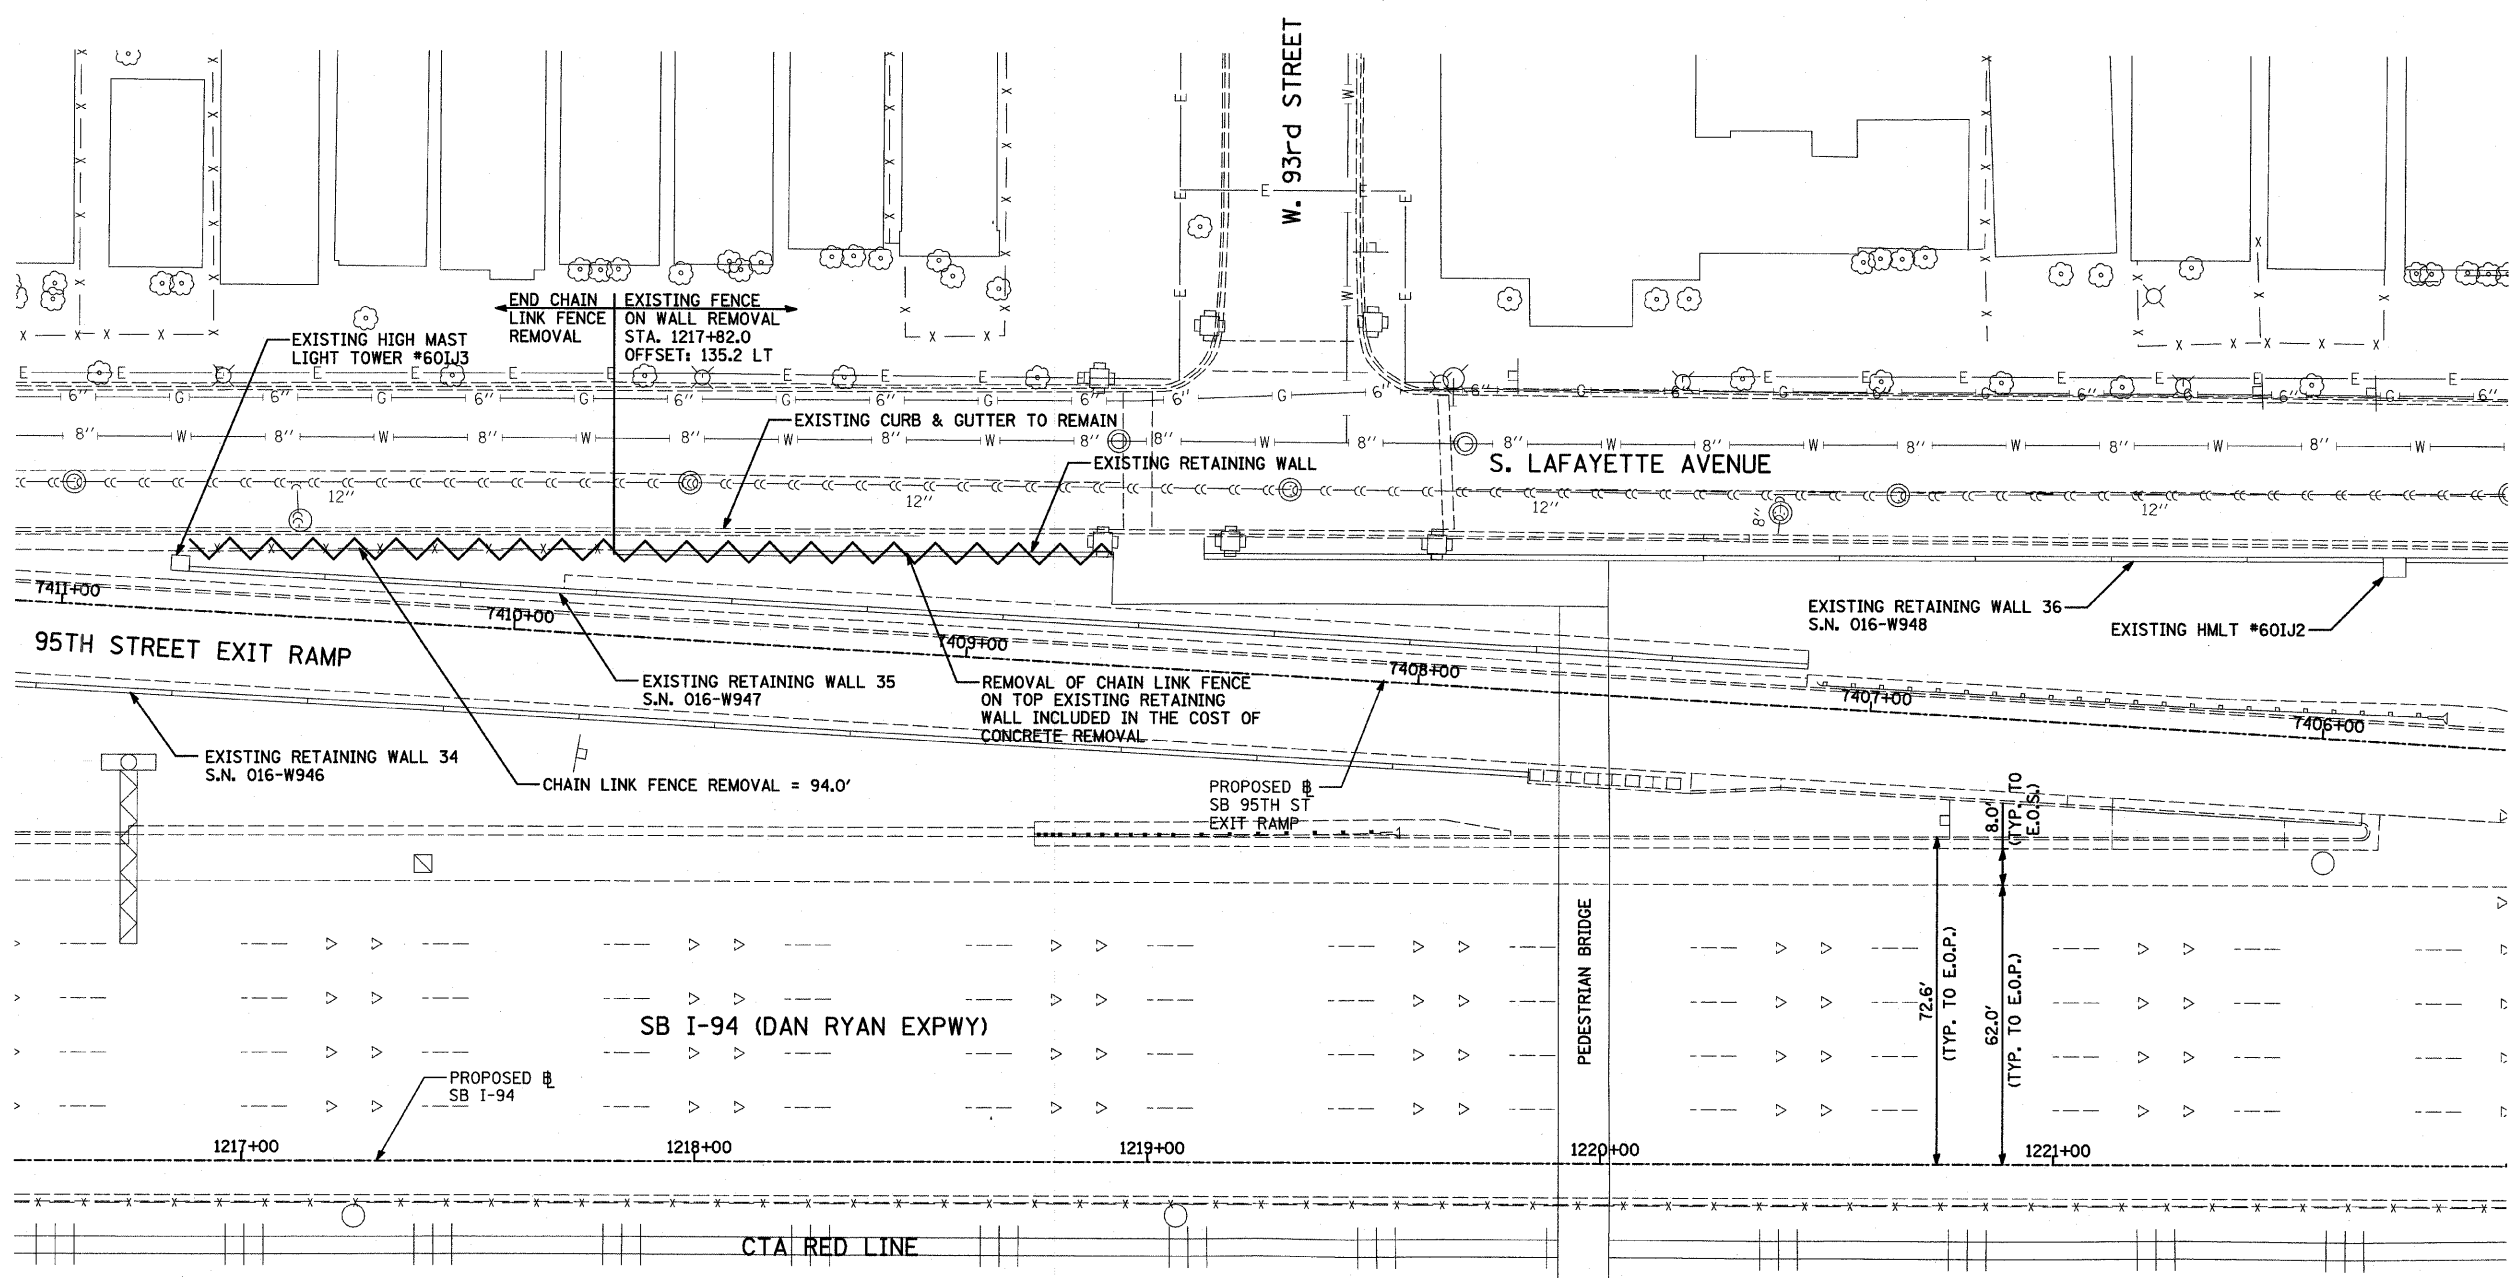 W. 93rd STREET
END CHAIN
LINK FENCE
REMOVAL
EXISTING FENCE
ON WALL REMOVAL
STA. 1217+82.0
OFFSET: 135.2 LT
EXISTING HIGH MAST
LIGHT TOWER #60IJ3
EXISTING CURB & GUTTER TO REMAIN
EXISTING RETAINING WALL
S. LAFAYETTE AVENUE
12''
12''
12''
12''
8''
7411+00
7410+00
7409+00
7408+00
7407+00
7406+00
95TH STREET EXIT RAMP
EXISTING RETAINING WALL 36
S.N. 016-W948
EXISTING HMLT #60IJ2
EXISTING RETAINING WALL 35
S.N. 016-W947
REMOVAL OF CHAIN LINK FENCE
ON TOP EXISTING RETAINING
WALL INCLUDED IN THE COST OF
CONCRETE REMOVAL
EXISTING RETAINING WALL 34
S.N. 016-W946
CHAIN LINK FENCE REMOVAL = 94.0'
PROPOSED BL
SB 95TH ST
EXIT RAMP
8.0'
(TYP. TO
E.O.S.)
72.6'
(TYP. TO E.O.P.)
62.0'
(TYP. TO E.O.P.)
PEDESTRIAN BRIDGE
SB I-94 (DAN RYAN EXPWY)
PROPOSED BL
SB I-94
1217+00
1218+00
1219+00
1220+00
1221+00
CTA RED LINE